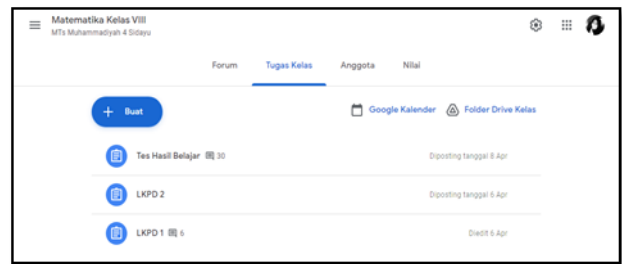 Matematika Kelas VIII
MTs Muhammadiyah 4 Sidayu
Forum Tugas Kelas Anggota Nilai
+ Buat Google Kalender Folder Drive Kelas
Tes Hasil Belajar 30 Diposting tanggal 8 Apr
LKPD 2 Diposting tanggal 6 Apr
LKPD 1 6 Diedit 6 Apr